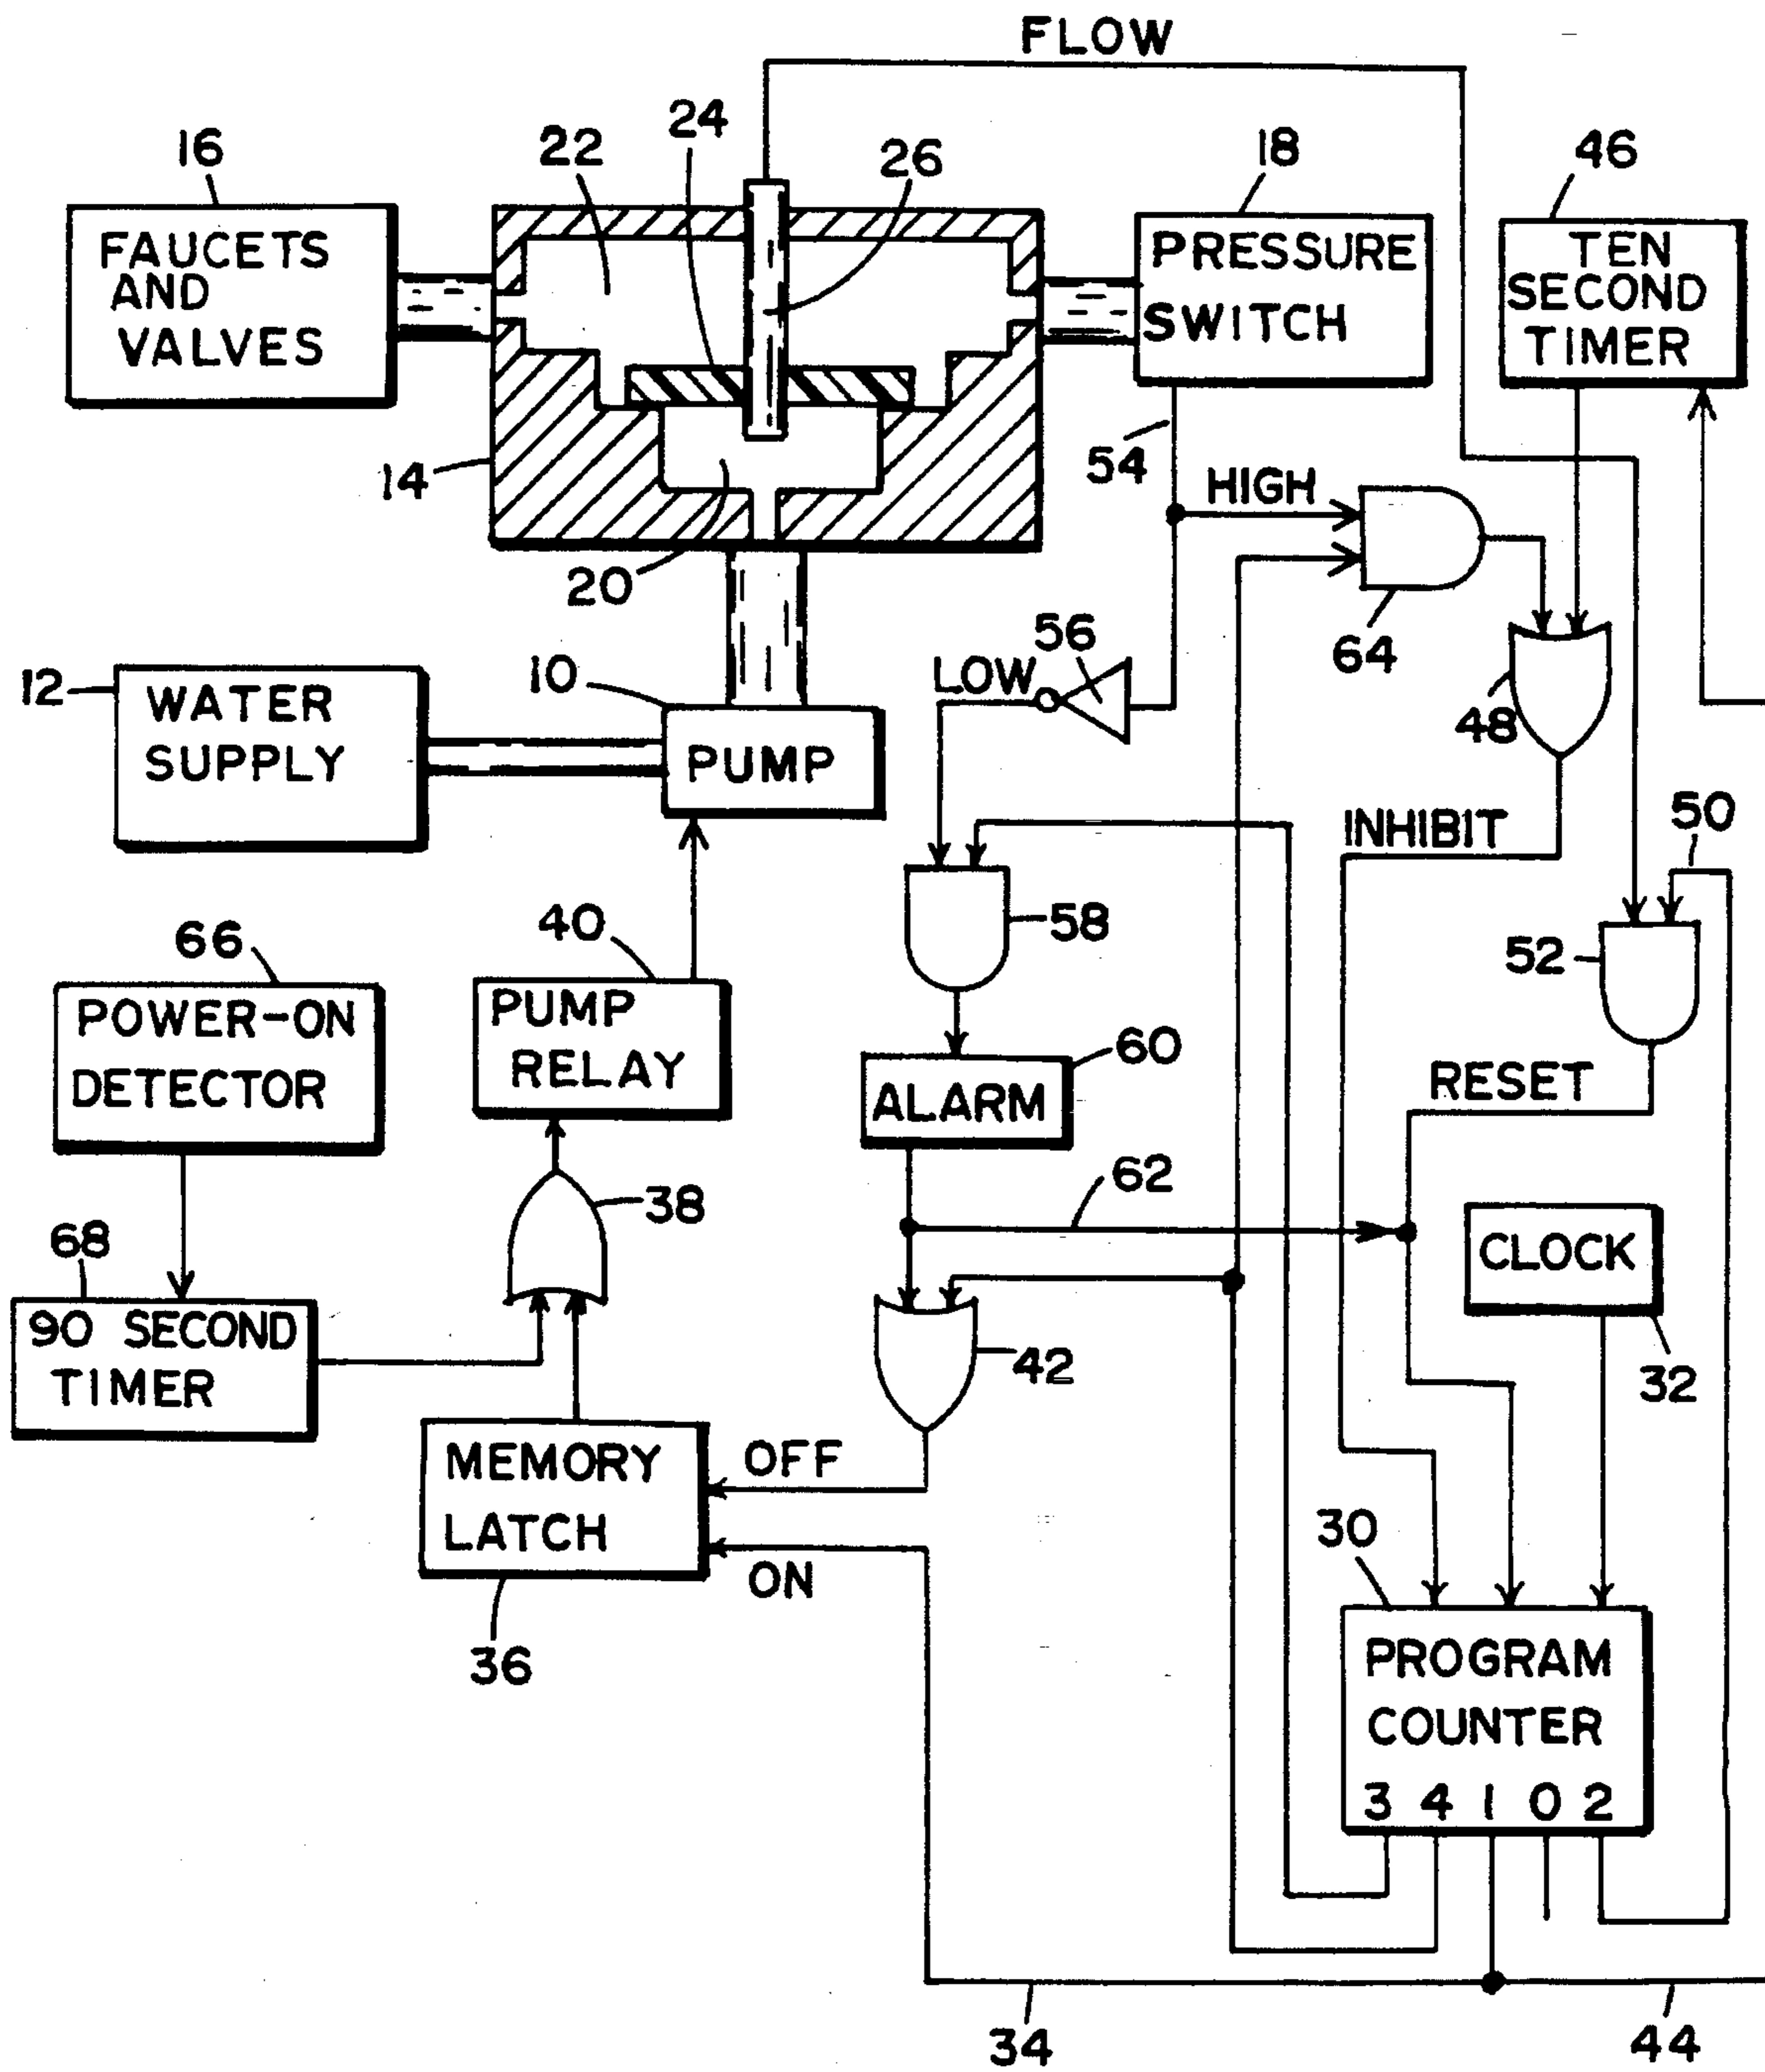 FLOW
16
22
24
26
18
46
FAUCETS
AND
VALVES
PRESSURE
SWITCH
TEN
SECOND
TIMER
14
54
HIGH
20
56
64
LOW
48
12
WATER
SUPPLY
10
PUMP
INHIBIT
50
58
52
66
40
POWER-ON
DETECTOR
PUMP
RELAY
60
ALARM
RESET
62
38
68
CLOCK
90 SECOND
TIMER
42
32
MEMORY
LATCH
OFF
ON
30
36
PROGRAM
COUNTER
3 4 1 0 2
34
44